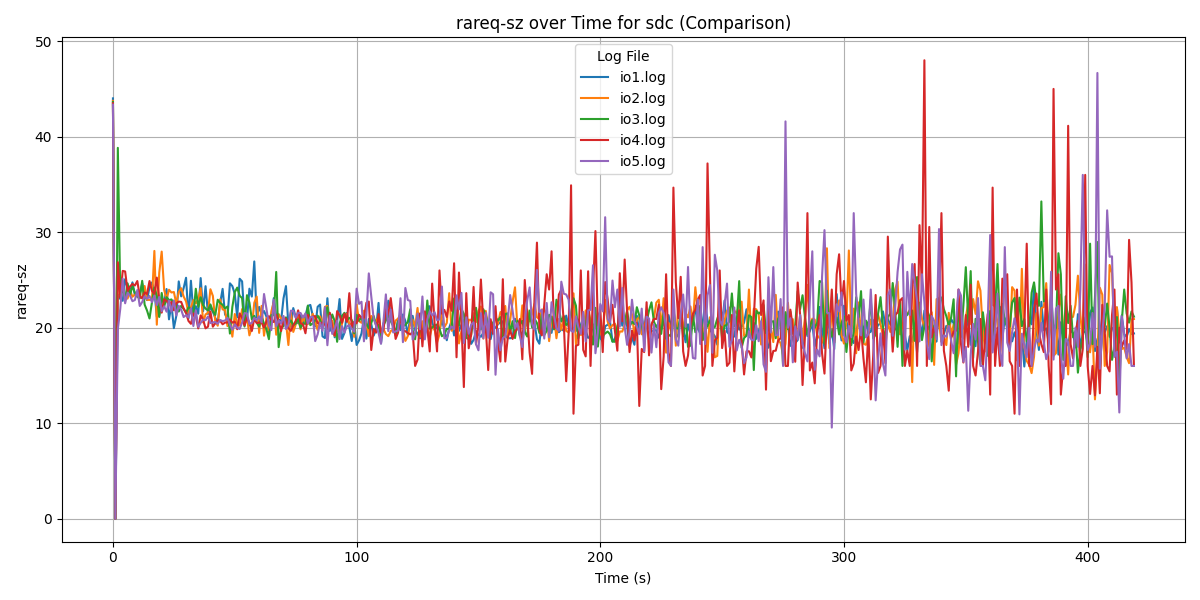 rareq-sz over Time for sdc (Comparison)
50
40
30
20
10
0
rareq-sz
Log File
io1.log
io2.log
io3.log
io4.log
io5.log
0 100 200 300 400
Time (s)